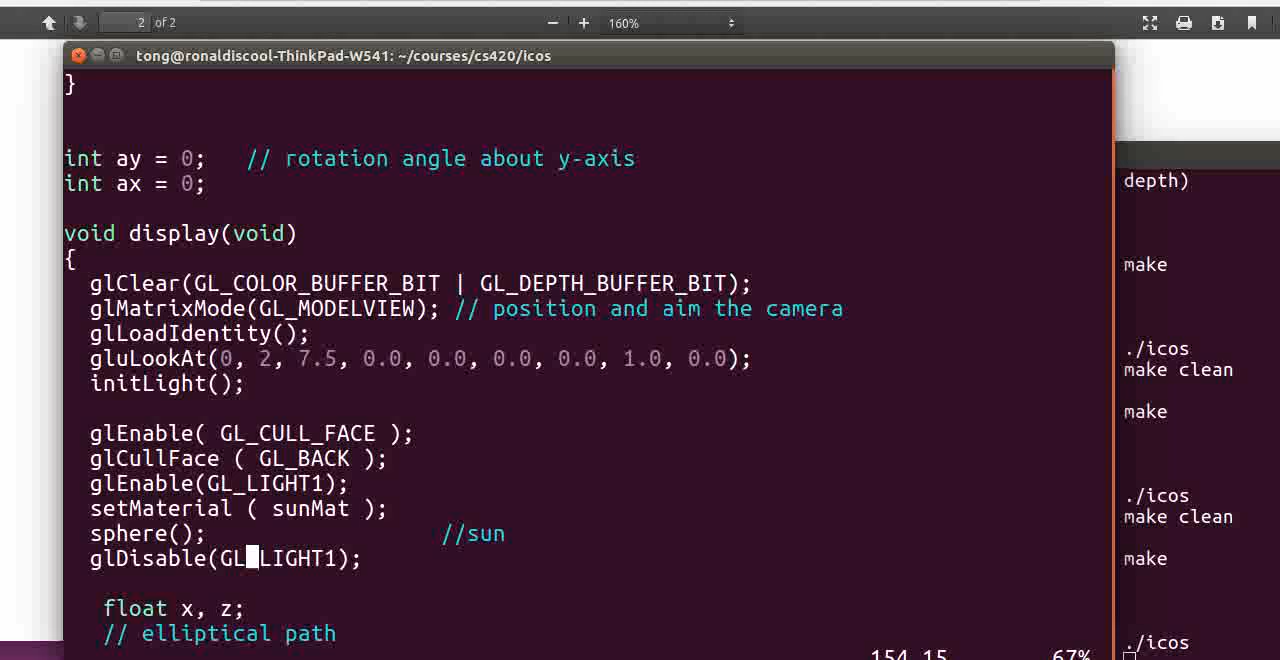 2 of 2
160%
tong@ronaldiscool-ThinkPad-W541: ~/courses/cs420/icos
}
int ay = 0; // rotation angle about y-axis
int ax = 0;
void display(void)
{
glClear(GL_COLOR_BUFFER_BIT | GL_DEPTH_BUFFER_BIT);
glMatrixMode(GL_MODELVIEW); // position and aim the camera
glLoadIdentity();
gluLookAt(0, 2, 7.5, 0.0, 0.0, 0.0, 0.0, 1.0, 0.0);
initLight();
glEnable( GL_CULL_FACE );
glCullFace ( GL_BACK );
glEnable(GL_LIGHT1);
setMaterial ( sunMat );
sphere(); //sun
glDisable(GL_LIGHT1);
float x, z;
// elliptical path
154,15 67%
depth)
make
./icos
make clean
make
./icos
make clean
make
./icos